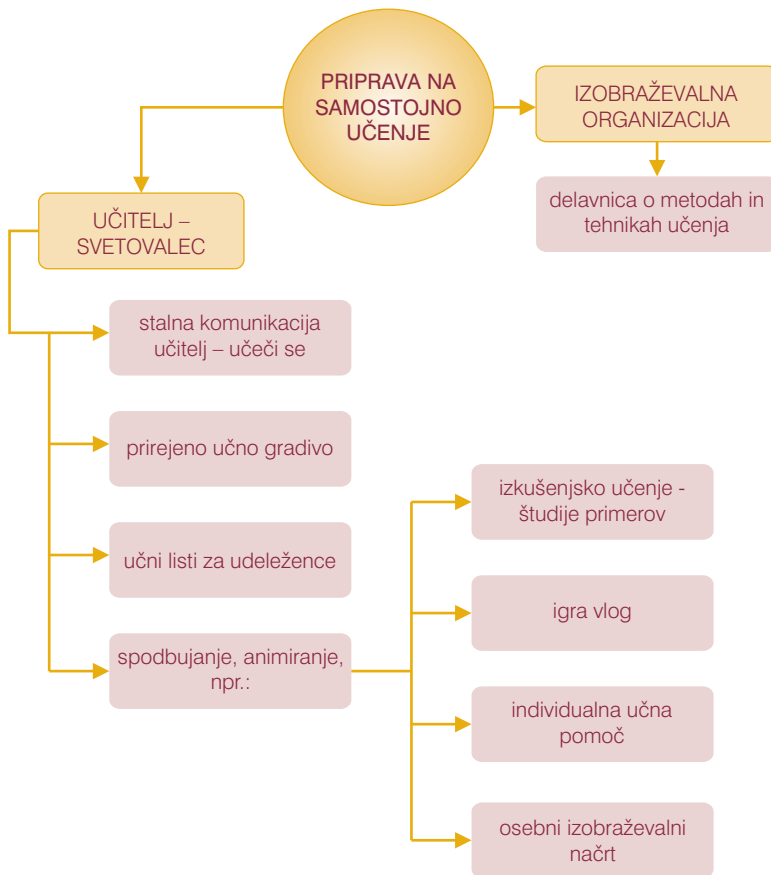 PRIPRAVA NA
SAMOSTOJNO
UČENJE
IZOBRAŽEVALNA
ORGANIZACIJA
delavnica o metodah in
tehnikah učenja
UČITELJ –
SVETOVALEC
stalna komunikacija
učitelj – učeči se
prirejeno učno gradivo
učni listi za udeležence
spodbujanje, animiranje,
npr.:
izkušenjsko učenje -
študije primerov
igra vlog
individualna učna
pomoč
osebni izobraževalni
načrt